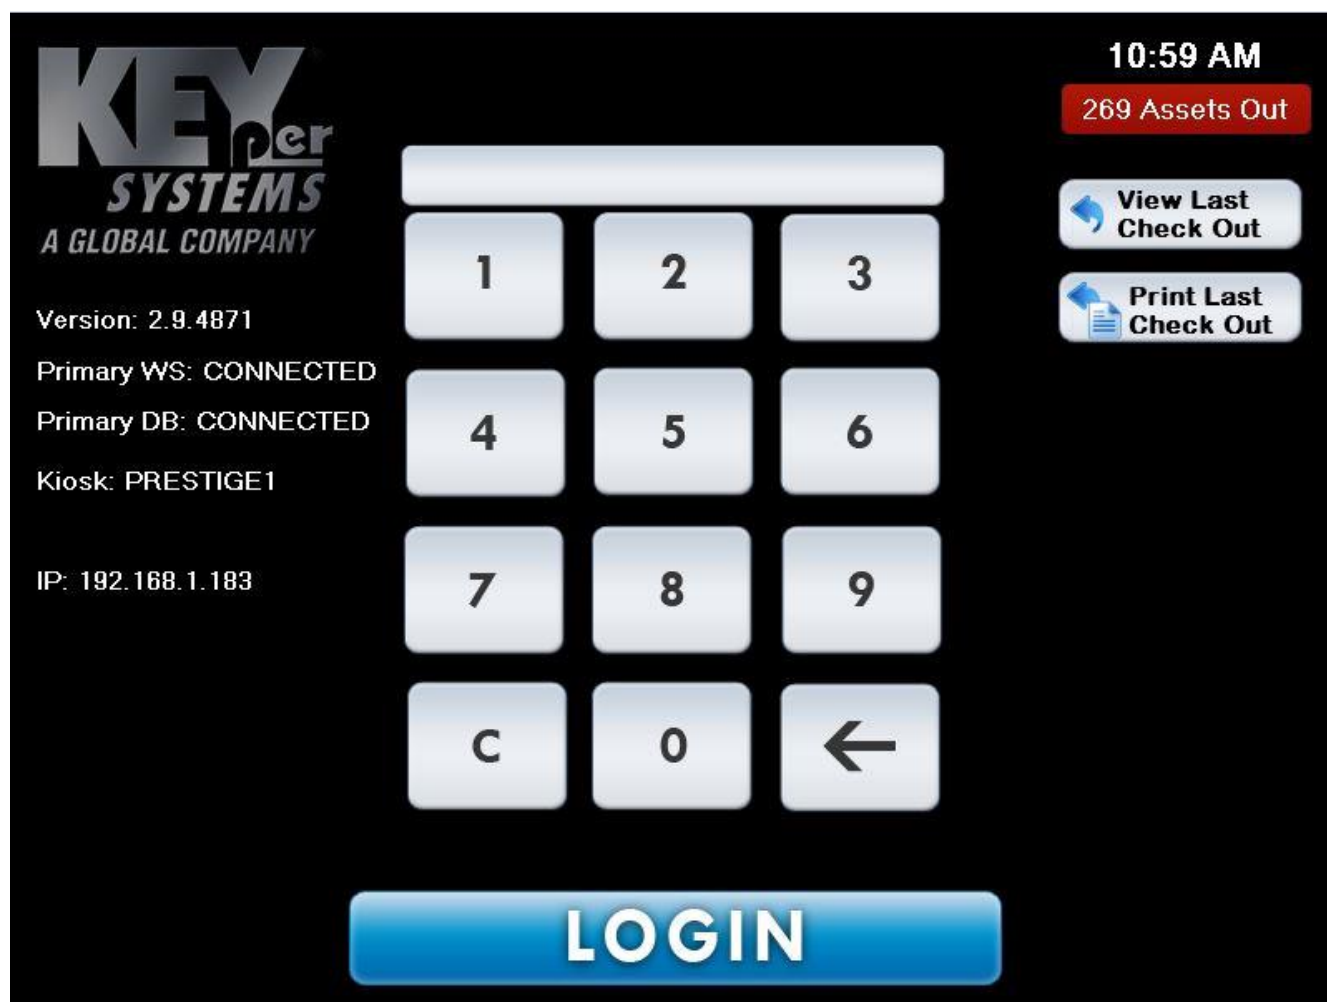 KEYper
SYSTEMS
A GLOBAL COMPANY
10:59 AM
269 Assets Out
View Last
Check Out
Print Last
Check Out
Version: 2.9.4871
Primary WS: CONNECTED
Primary DB: CONNECTED
Kiosk: PRESTIGE1
IP: 192.168.1.183
1 2 3
4 5 6
7 8 9
C 0 ←
LOGIN